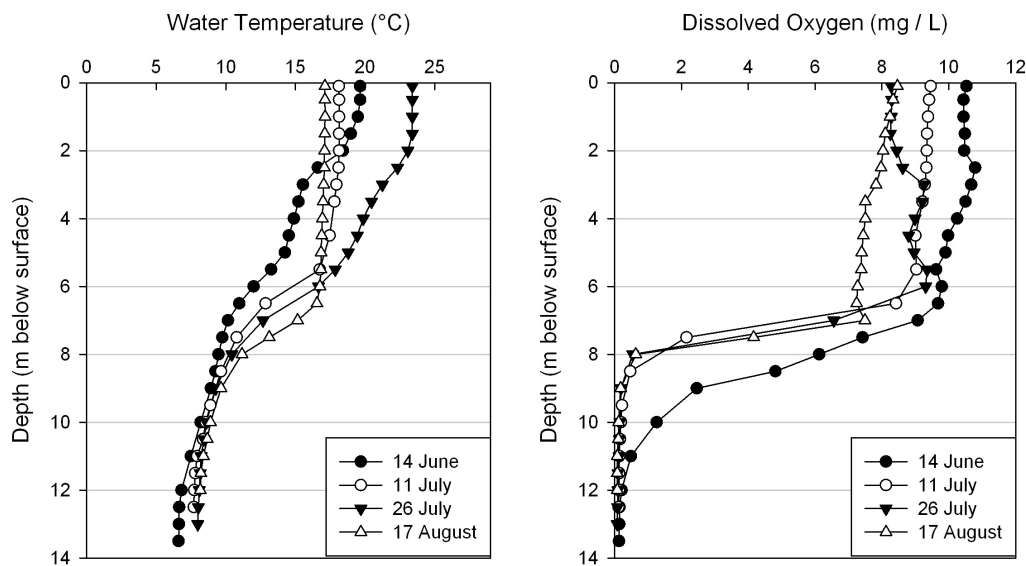 Water Temperature (°C)
0 5 10 15 20 25
0
2
4
6
8
10
12
14
Depth (m below surface)
14 June
11 July
26 July
17 August
Dissolved Oxygen (mg / L)
0 2 4 6 8 10 12
0
2
4
6
8
10
12
14
Depth (m below surface)
14 June
11 July
26 July
17 August